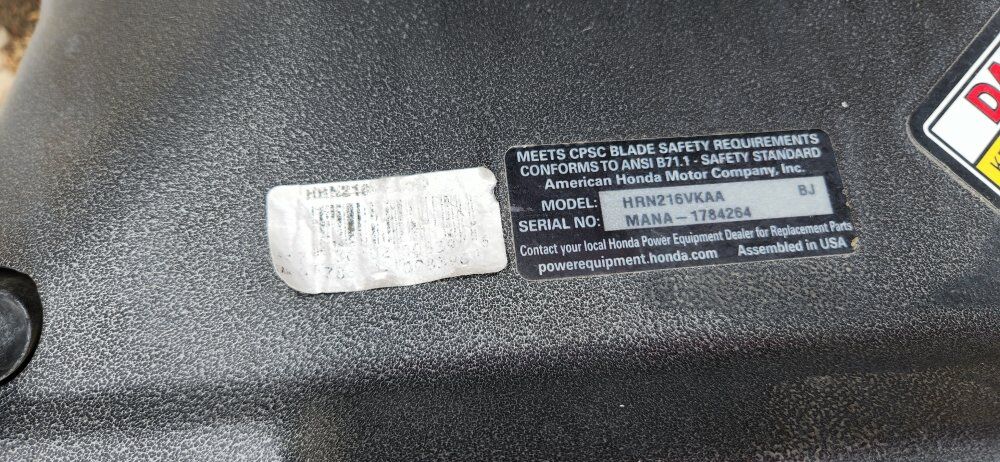 HRN216
MEETS CPSC BLADE SAFETY REQUIREMENTS
CONFORMS TO ANSI B71.1 - SAFETY STANDARD
American Honda Motor Company, Inc.
MODEL: HRN216VKAA BJ
SERIAL NO: MANA-1784264
Contact your local Honda Power Equipment Dealer for Replacement Parts
powerequipment.honda.com Assembled in USA